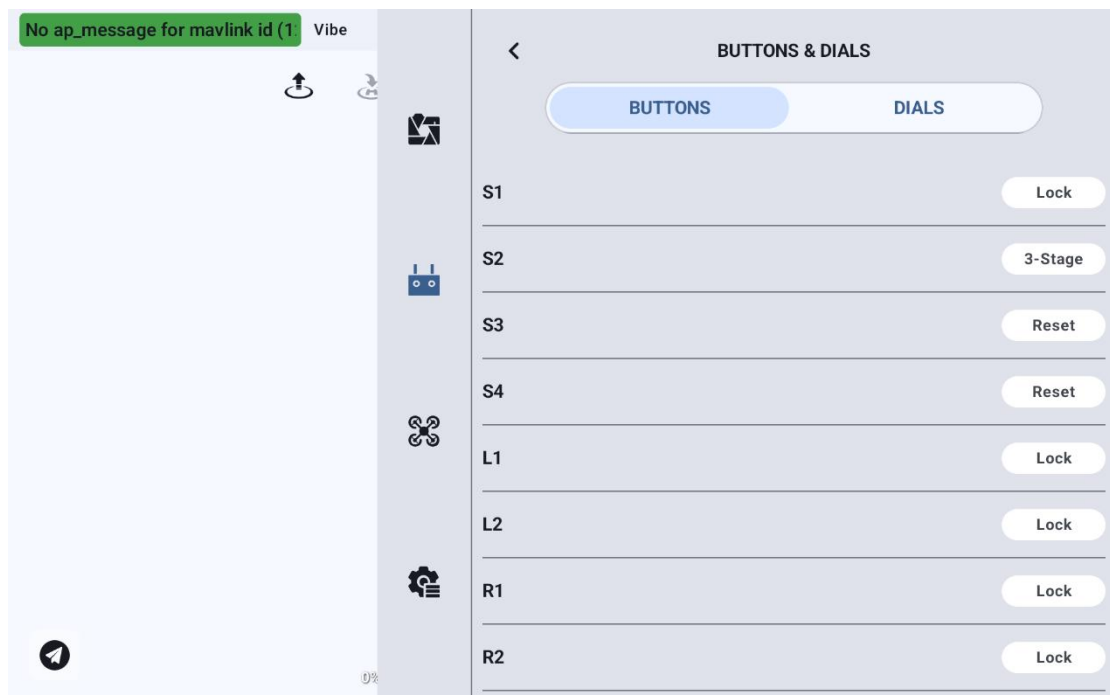 No ap_message for mavlink id (1
Vibe
BUTTONS & DIALS
BUTTONS
DIALS
S1
Lock
S2
3-Stage
S3
Reset
S4
Reset
L1
Lock
L2
Lock
R1
Lock
R2
Lock
0%